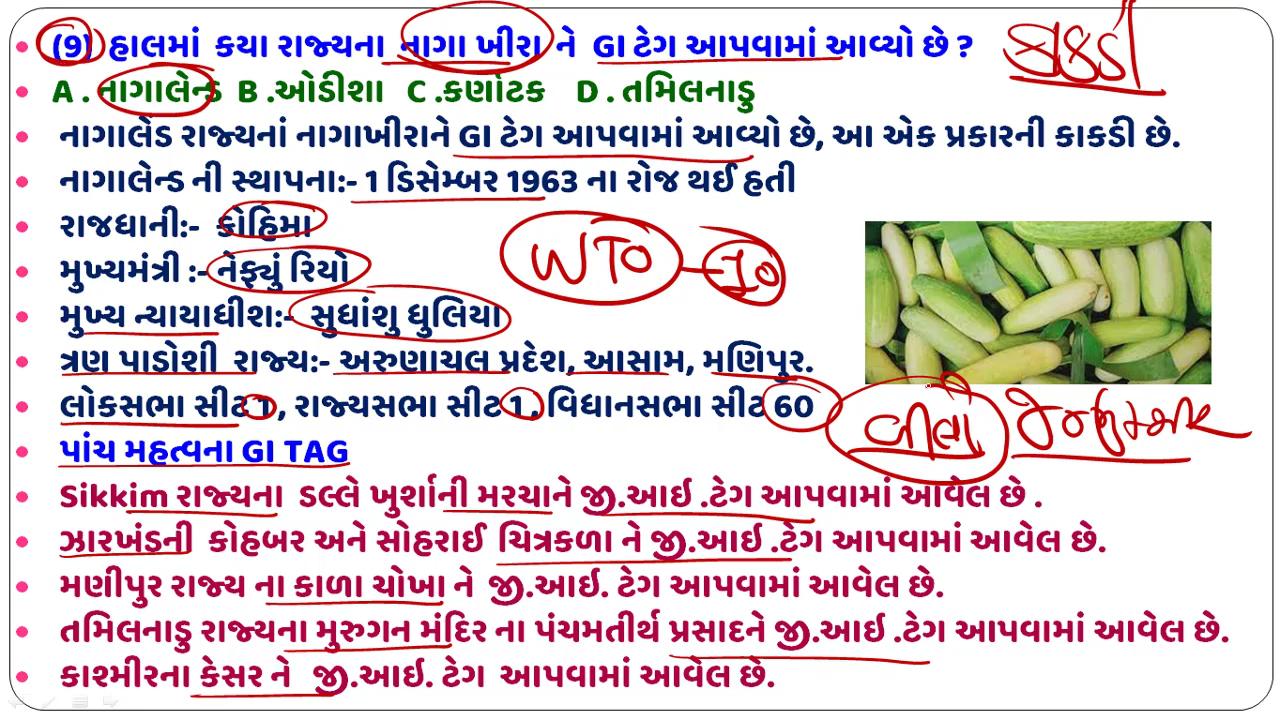 (9) હાલમાં કયા રાજ્યના નાગા ખીરા ને GI ટેગ આપવામાં આવ્યો છે ?
કાકડી
A . નાગાલેન્ડ B .ઓડીશા C .કર્ણાટક D . તમિલનાડુ
નાગાલેંડ રાજ્યનાં નાગાખીરાને GI ટેગ આપવામાં આવ્યો છે, આ એક પ્રકારની કાકડી છે.
નાગાલેન્ડ ની સ્થાપના:- 1 ડિસેમ્બર 1963 ના રોજ થઈ હતી
રાજધાની:- કોહિમા
WTO - 10
મુખ્યમંત્રી :- નેફ્યું રિયો
મુખ્ય ન્યાયાધીશ:- સુધાંશુ ધુલિયા
ત્રણ પાડોશી રાજ્ય:- અરુણાચલ પ્રદેશ, આસામ, મણિપુર.
લોકસભા સીટ 1 , રાજ્યસભા સીટ 1 , વિધાનસભા સીટ 60
પાંચ મહત્વના GI TAG
Sikkim રાજ્યના ડલ્લે ખુર્શાની મરચાને જી.આઇ .ટેગ આપવામાં આવેલ છે .
ઝારખંડની કોહબર અને સોહરાઈ ચિત્રકળા ને જી.આઇ .ટેગ આપવામાં આવેલ છે.
મણીપુર રાજ્ય ના કાળા ચોખા ને જી.આઈ. ટેગ આપવામાં આવેલ છે.
તમિલનાડુ રાજ્યના મુરુગન મંદિર ના પંચમતીર્થ પ્રસાદને જી.આઇ .ટેગ આપવામાં આવેલ છે.
કાશ્મીરના કેસર ને જી.આઈ. ટેગ આપવામાં આવેલ છે.